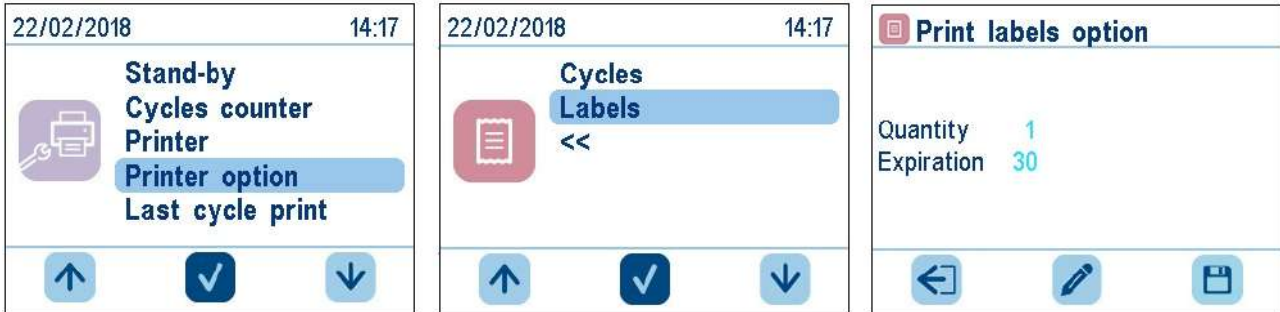 22/02/2018 14:17
Stand-by
Cycles counter
Printer
Printer option
Last cycle print
22/02/2018 14:17
Cycles
Labels
<<
Print labels option
Quantity 1
Expiration 30